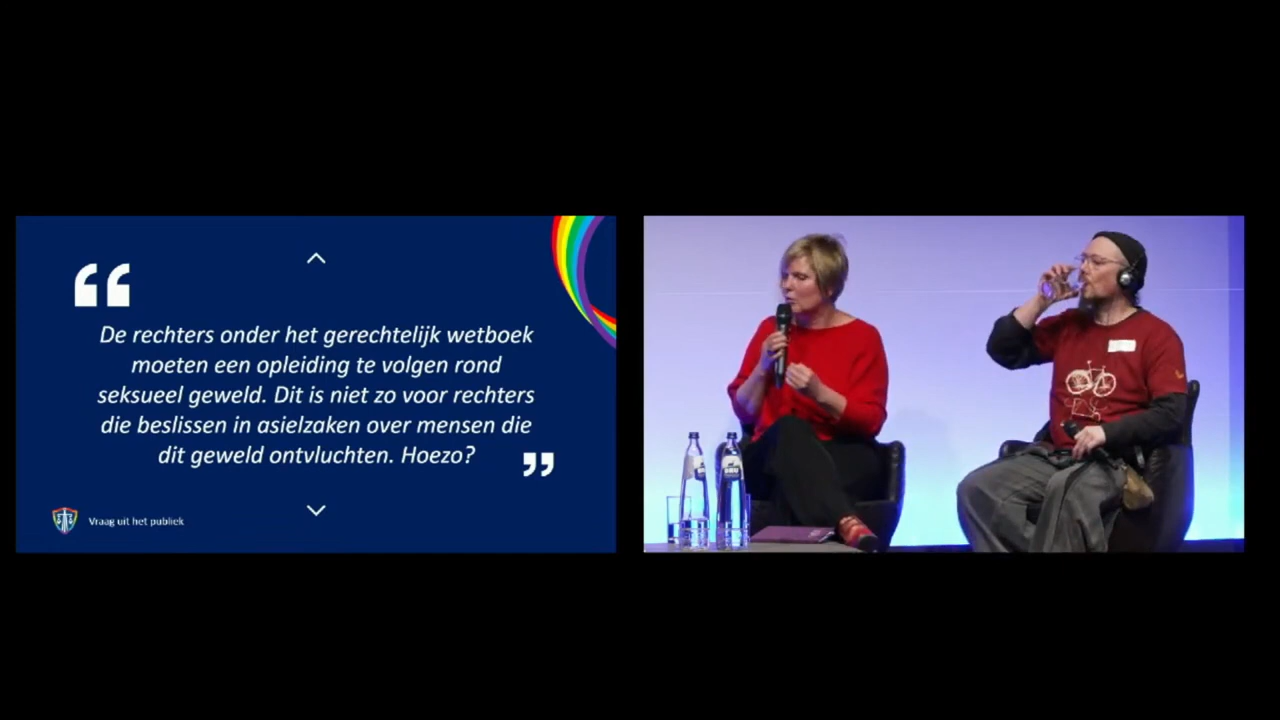 De rechters onder het gerechtelijk wetboek
moeten een opleiding te volgen rond
seksueel geweld. Dit is niet zo voor rechters
die beslissen in asielzaken over mensen die
dit geweld ontvluchten. Hoezo?
Vraag uit het publiek